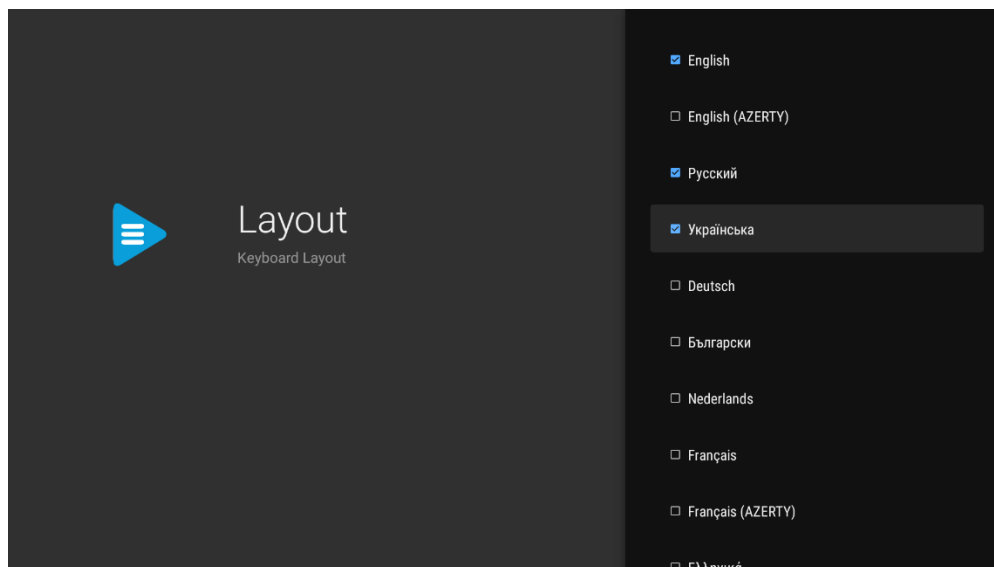 Layout
Keyboard Layout
English
English (AZERTY)
Русский
Українська
Deutsch
Български
Nederlands
Français
Français (AZERTY)